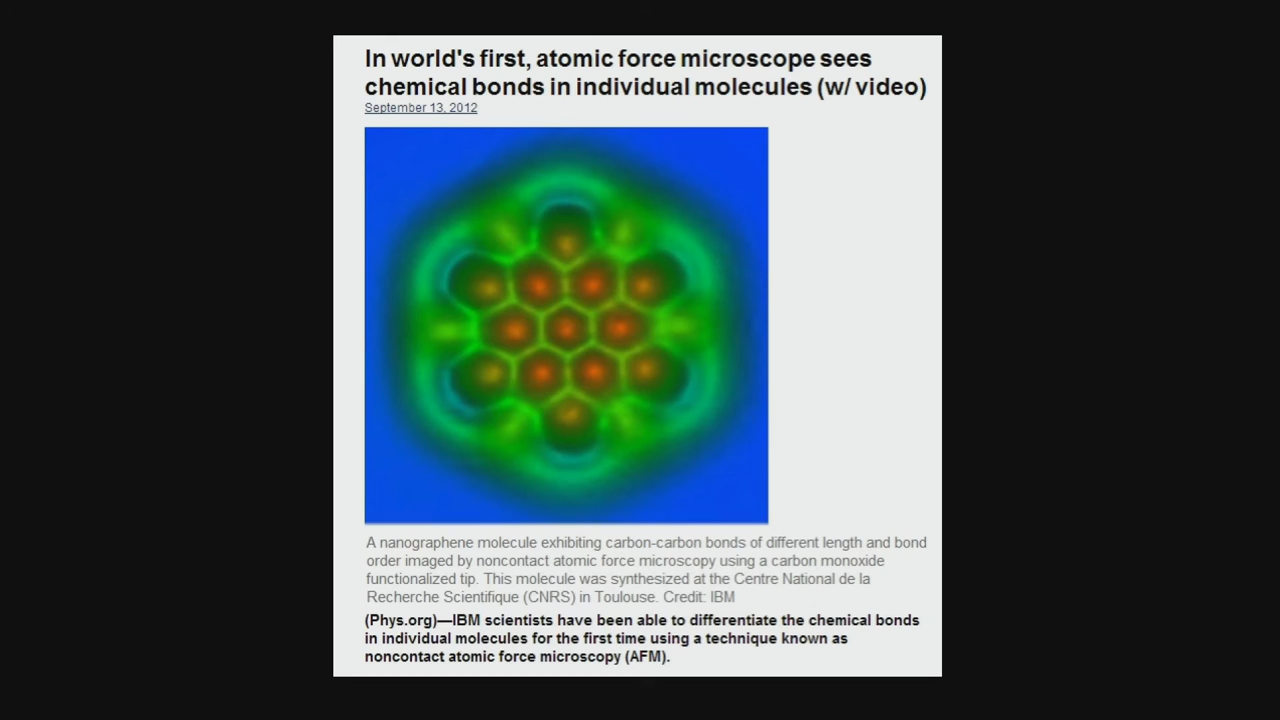 In world's first, atomic force microscope sees
chemical bonds in individual molecules (w/ video)
September 13, 2012
A nanographene molecule exhibiting carbon-carbon bonds of different length and bond
order imaged by noncontact atomic force microscopy using a carbon monoxide
functionalized tip. This molecule was synthesized at the Centre National de la
Recherche Scientifique (CNRS) in Toulouse. Credit: IBM
(Phys.org)—IBM scientists have been able to differentiate the chemical bonds
in individual molecules for the first time using a technique known as
noncontact atomic force microscopy (AFM).